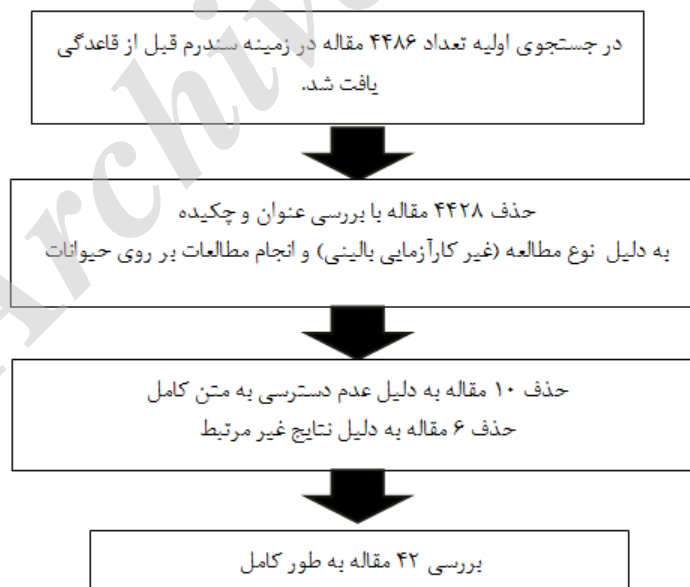 در جستجوی اولیه تعداد ۴۴۸۶ مقاله در زمینه سندرم قبل از قاعدگی
یافت شد.
حذف ۴۴۲۸ مقاله با بررسی عنوان و چکیده
به دلیل نوع مطالعه (غیر کارآزمایی بالینی) و انجام مطالعات بر روی حیوانات
حذف ۱۰ مقاله به دلیل عدم دسترسی به متن کامل
حذف ۶ مقاله به دلیل نتایج غیر مرتبط
بررسی ۴۲ مقاله به طور کامل
Archive